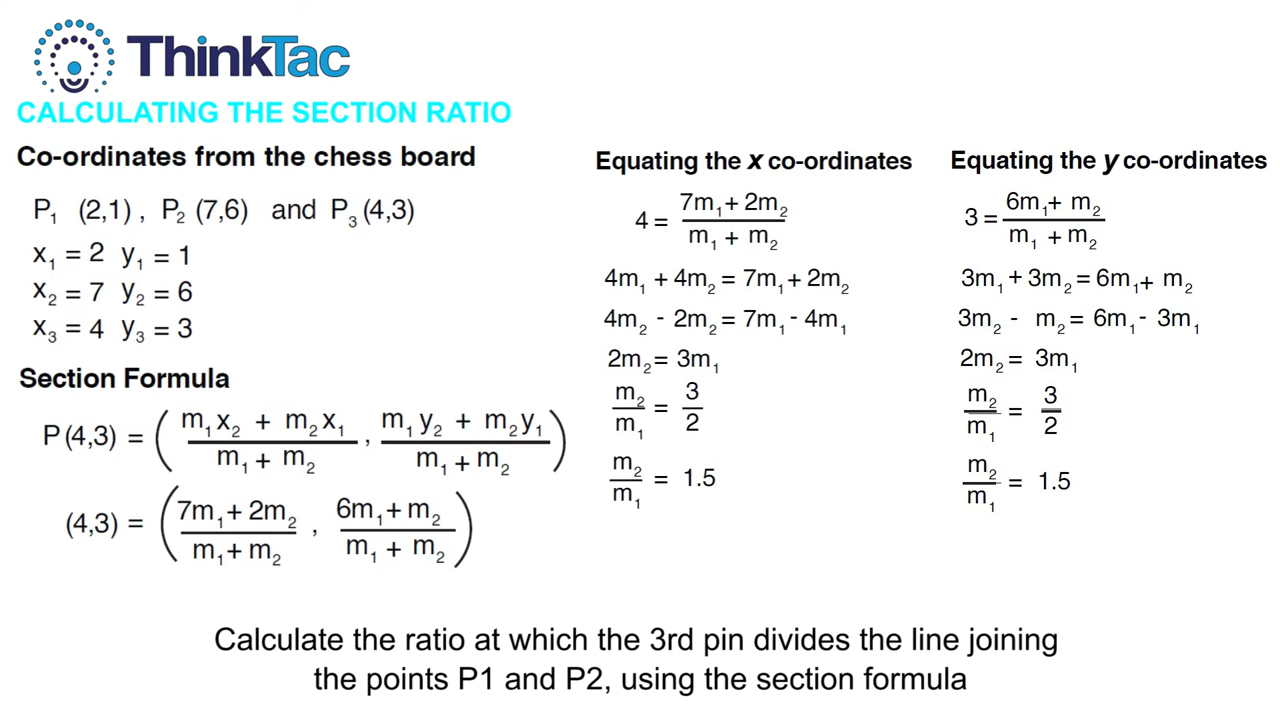 ThinkTac
CALCULATING THE SECTION RATIO
Co-ordinates from the chess board
P₁ (2,1) , P₂ (7,6) and P₃ (4,3)
x₁ = 2 y₁ = 1
x₂ = 7 y₂ = 6
x₃ = 4 y₃ = 3
Section Formula
P (4,3) = ( (m₁x₂ + m₂x₁)/(m₁ + m₂) , (m₁y₂ + m₂y₁)/(m₁ + m₂) )
(4,3) = ( (7m₁ + 2m₂)/(m₁ + m₂) , (6m₁ + m₂)/(m₁ + m₂) )
Equating the x co-ordinates
4 = (7m₁ + 2m₂)/(m₁ + m₂)
4m₁ + 4m₂ = 7m₁ + 2m₂
4m₂ - 2m₂ = 7m₁ - 4m₁
2m₂ = 3m₁
m₂/m₁ = 3/2
m₂/m₁ = 1.5
Equating the y co-ordinates
3 = (6m₁ + m₂)/(m₁ + m₂)
3m₁ + 3m₂ = 6m₁ + m₂
3m₂ - m₂ = 6m₁ - 3m₁
2m₂ = 3m₁
m₂/m₁ = 3/2
m₂/m₁ = 1.5
Calculate the ratio at which the 3rd pin divides the line joining
the points P1 and P2, using the section formula